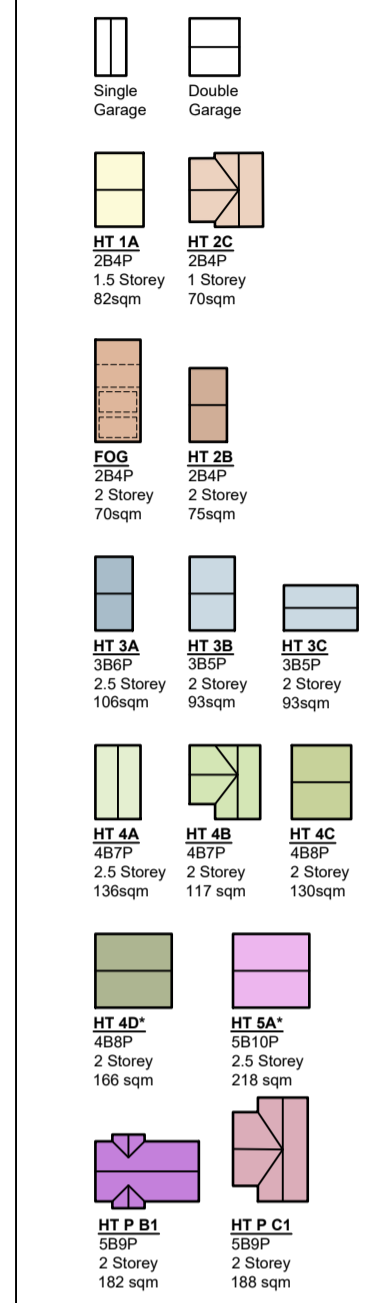 Single
Garage
Double
Garage
HT 1A
2B4P
1.5 Storey
82sqm
HT 2C
2B4P
1 Storey
70sqm
FOG
2B4P
2 Storey
70sqm
HT 2B
2B4P
2 Storey
75sqm
HT 3A
3B6P
2.5 Storey
106sqm
HT 3B
3B5P
2 Storey
93sqm
HT 3C
3B5P
2 Storey
93sqm
HT 4A
4B7P
2.5 Storey
136sqm
HT 4B
4B7P
2 Storey
117 sqm
HT 4C
4B8P
2 Storey
130sqm
HT 4D*
4B8P
2 Storey
166 sqm
HT 5A*
5B10P
2.5 Storey
218 sqm
HT P B1
5B9P
2 Storey
182 sqm
HT P C1
5B9P
2 Storey
188 sqm